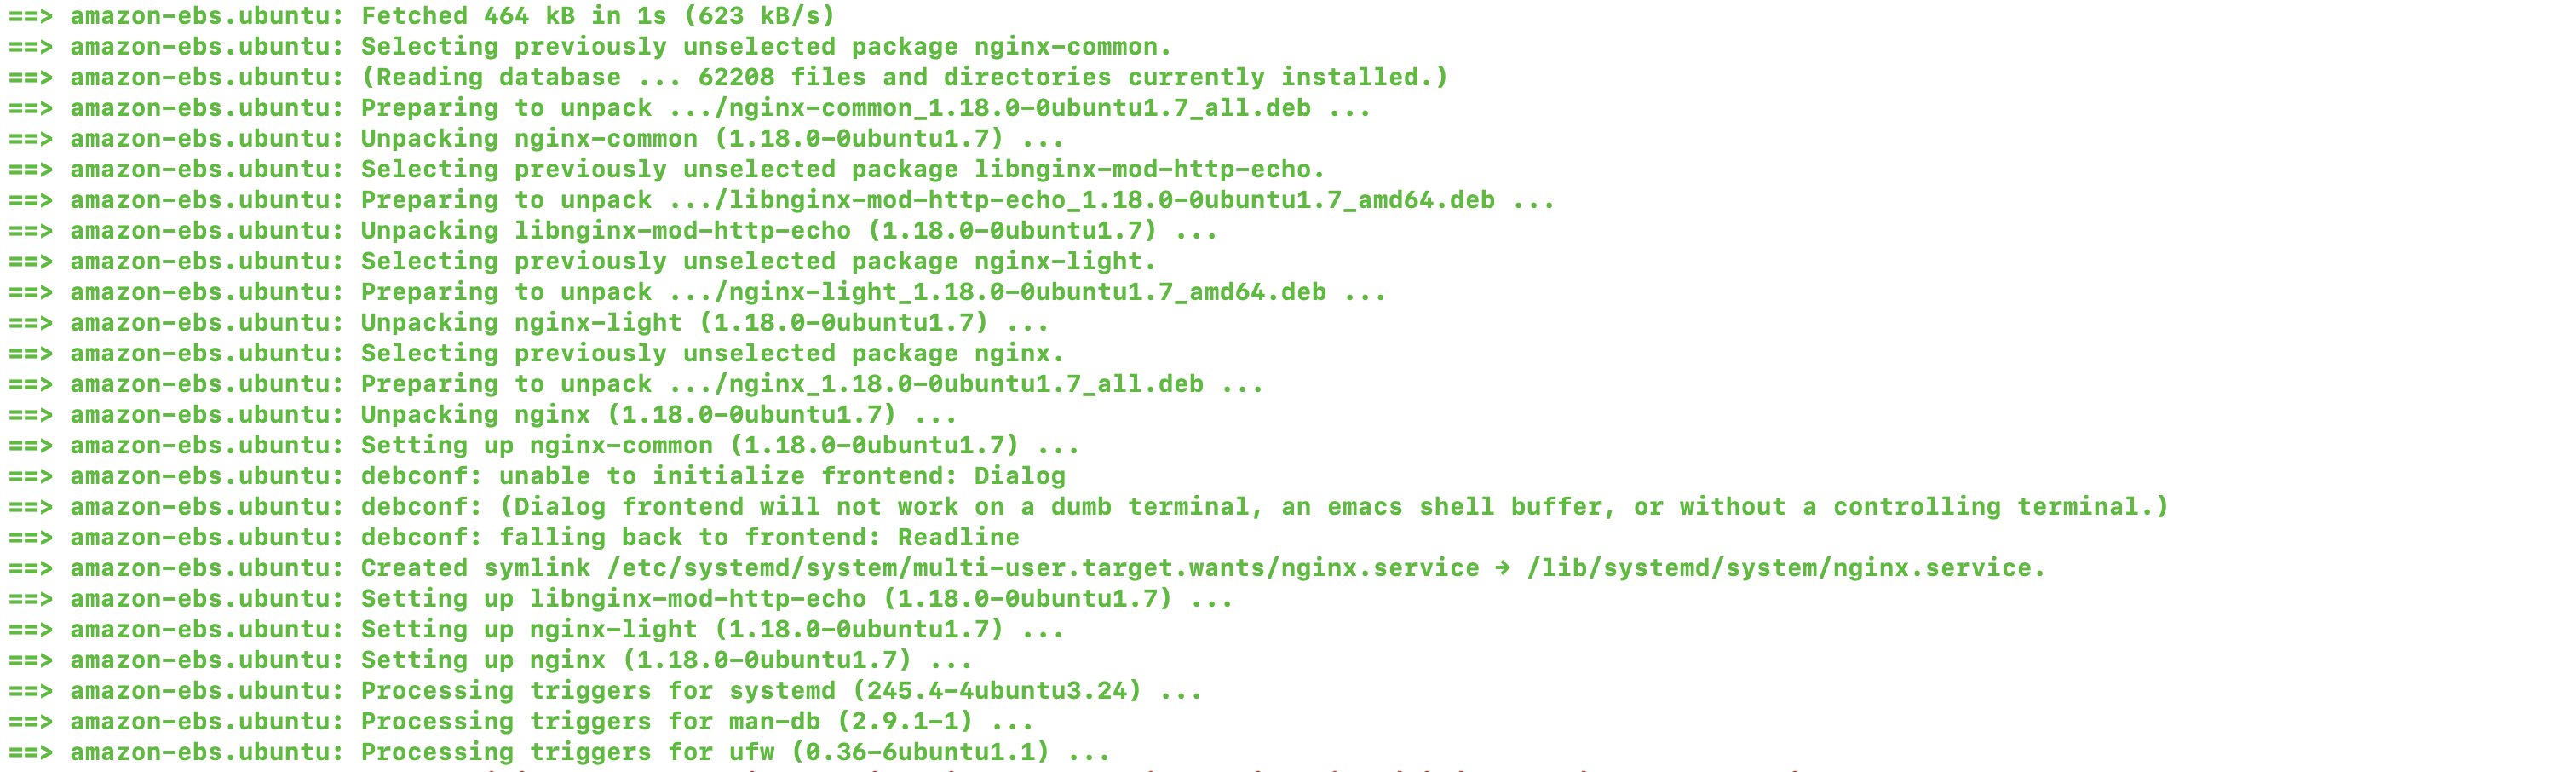 ==> amazon-ebs.ubuntu: Fetched 464 kB in 1s (623 kB/s)
==> amazon-ebs.ubuntu: Selecting previously unselected package nginx-common.
==> amazon-ebs.ubuntu: (Reading database ... 62208 files and directories currently installed.)
==> amazon-ebs.ubuntu: Preparing to unpack .../nginx-common_1.18.0-0ubuntu1.7_all.deb ...
==> amazon-ebs.ubuntu: Unpacking nginx-common (1.18.0-0ubuntu1.7) ...
==> amazon-ebs.ubuntu: Selecting previously unselected package libnginx-mod-http-echo.
==> amazon-ebs.ubuntu: Preparing to unpack .../libnginx-mod-http-echo_1.18.0-0ubuntu1.7_amd64.deb ...
==> amazon-ebs.ubuntu: Unpacking libnginx-mod-http-echo (1.18.0-0ubuntu1.7) ...
==> amazon-ebs.ubuntu: Selecting previously unselected package nginx-light.
==> amazon-ebs.ubuntu: Preparing to unpack .../nginx-light_1.18.0-0ubuntu1.7_amd64.deb ...
==> amazon-ebs.ubuntu: Unpacking nginx-light (1.18.0-0ubuntu1.7) ...
==> amazon-ebs.ubuntu: Selecting previously unselected package nginx.
==> amazon-ebs.ubuntu: Preparing to unpack .../nginx_1.18.0-0ubuntu1.7_all.deb ...
==> amazon-ebs.ubuntu: Unpacking nginx (1.18.0-0ubuntu1.7) ...
==> amazon-ebs.ubuntu: Setting up nginx-common (1.18.0-0ubuntu1.7) ...
==> amazon-ebs.ubuntu: debconf: unable to initialize frontend: Dialog
==> amazon-ebs.ubuntu: debconf: (Dialog frontend will not work on a dumb terminal, an emacs shell buffer, or without a controlling terminal.)
==> amazon-ebs.ubuntu: debconf: falling back to frontend: Readline
==> amazon-ebs.ubuntu: Created symlink /etc/systemd/system/multi-user.target.wants/nginx.service → /lib/systemd/system/nginx.service.
==> amazon-ebs.ubuntu: Setting up libnginx-mod-http-echo (1.18.0-0ubuntu1.7) ...
==> amazon-ebs.ubuntu: Setting up nginx-light (1.18.0-0ubuntu1.7) ...
==> amazon-ebs.ubuntu: Setting up nginx (1.18.0-0ubuntu1.7) ...
==> amazon-ebs.ubuntu: Processing triggers for systemd (245.4-4ubuntu3.24) ...
==> amazon-ebs.ubuntu: Processing triggers for man-db (2.9.1-1) ...
==> amazon-ebs.ubuntu: Processing triggers for ufw (0.36-6ubuntu1.1) ...